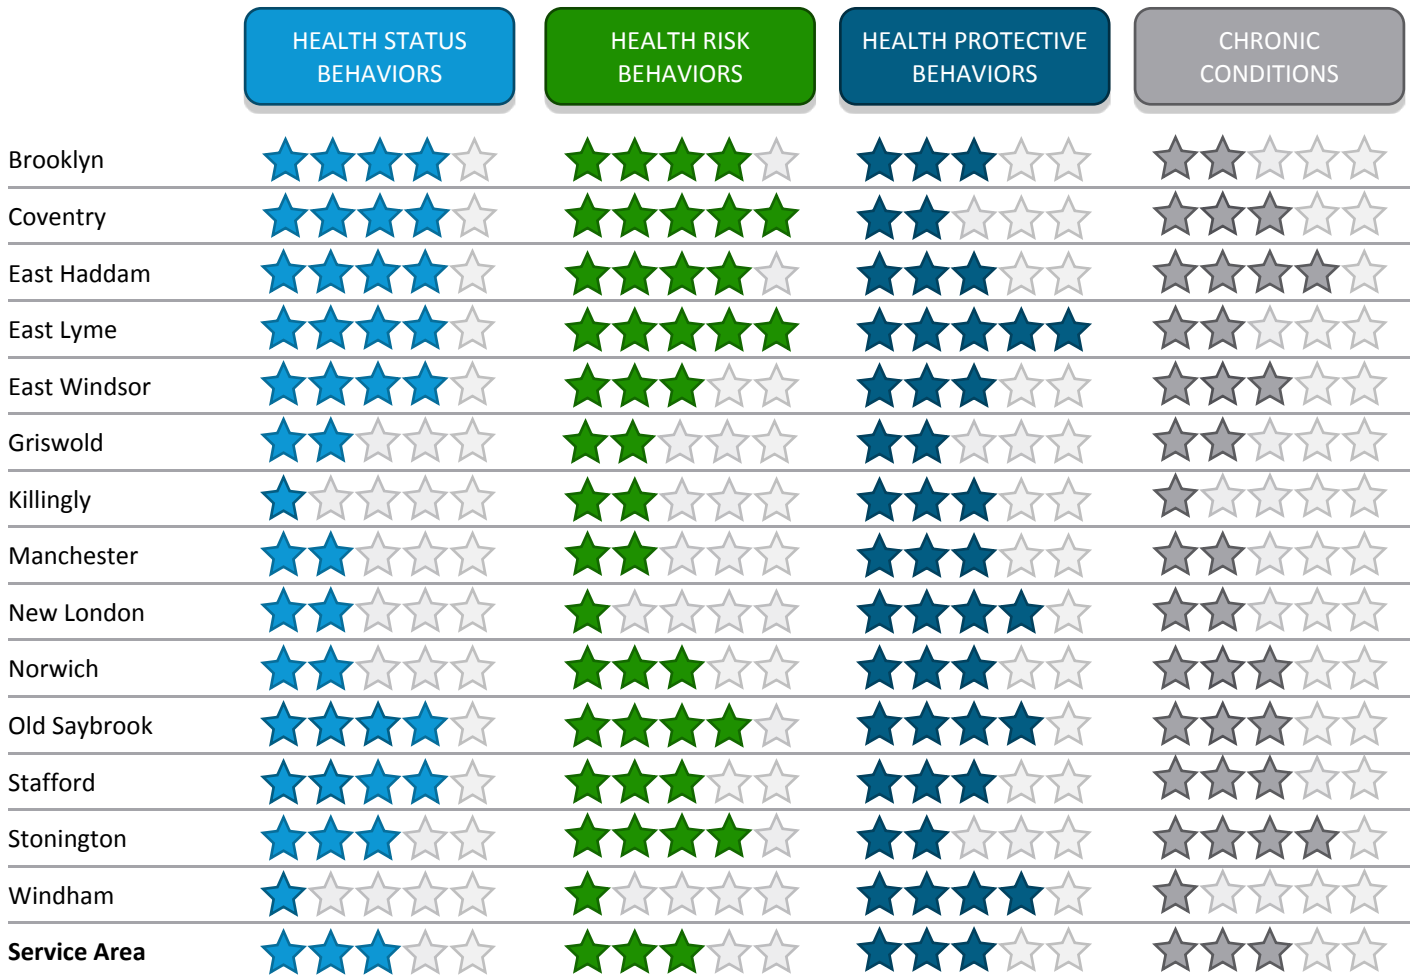 HEALTH STATUS
BEHAVIORS
HEALTH RISK
BEHAVIORS
HEALTH PROTECTIVE
BEHAVIORS
CHRONIC
CONDITIONS
Brooklyn
Coventry
East Haddam
East Lyme
East Windsor
Griswold
Killingly
Manchester
New London
Norwich
Old Saybrook
Stafford
Stonington
Windham
Service Area